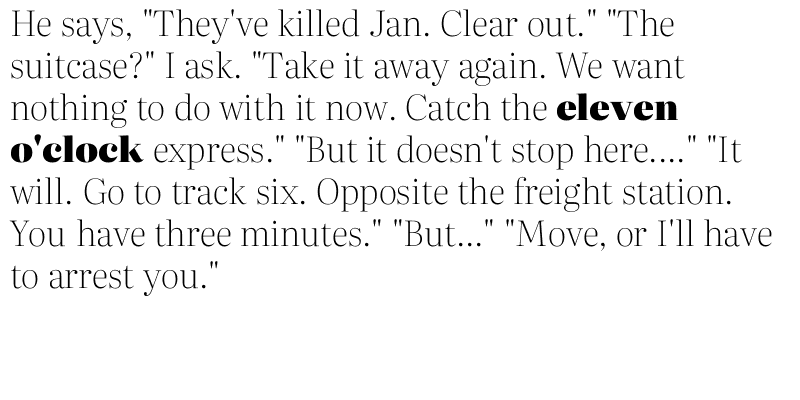 He says, "They've killed Jan. Clear out." "The
suitcase?" I ask. "Take it away again. We want
nothing to do with it now. Catch the eleven
o'clock express." "But it doesn't stop here...." "It
will. Go to track six. Opposite the freight station.
You have three minutes." "But..." "Move, or I'll have
to arrest you."